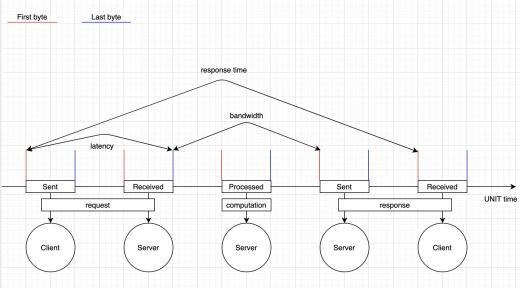 First byte
Last byte
response time
bandwidth
latency
Sent
Received
Processed
Sent
Received
UNIT time
request
computation
response
Client
Server
Server
Server
Client